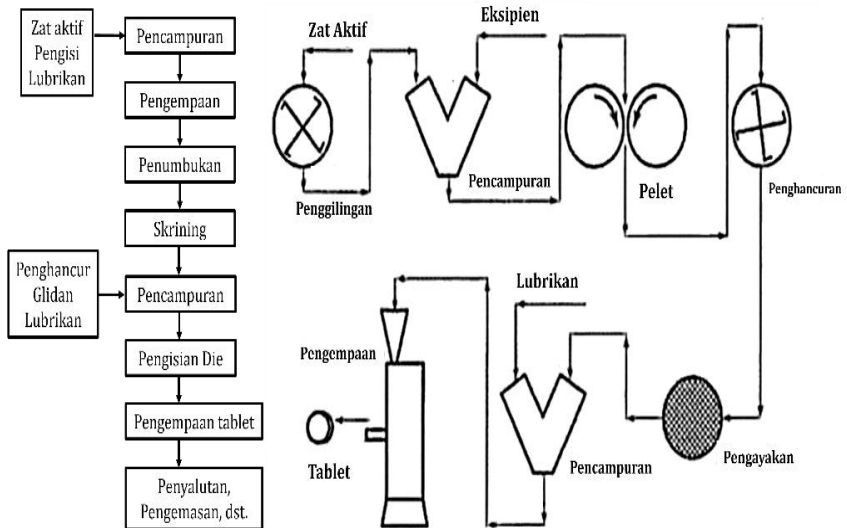 Zat aktif
Pengisi
Lubrikan
Pencampuran
Pengempaan
Penumbukan
Skrining
Penghancur
Glidan
Lubrikan
Pencampuran
Pengisian Die
Pengempaan tablet
Penyalutan,
Pengemasan, dst.
Zat Aktif
Eksipien
Penggilingan
Pencampuran
Pelet
Penghancuran
Lubrikan
Pengempaan
Tablet
Pencampuran
Pengayakan